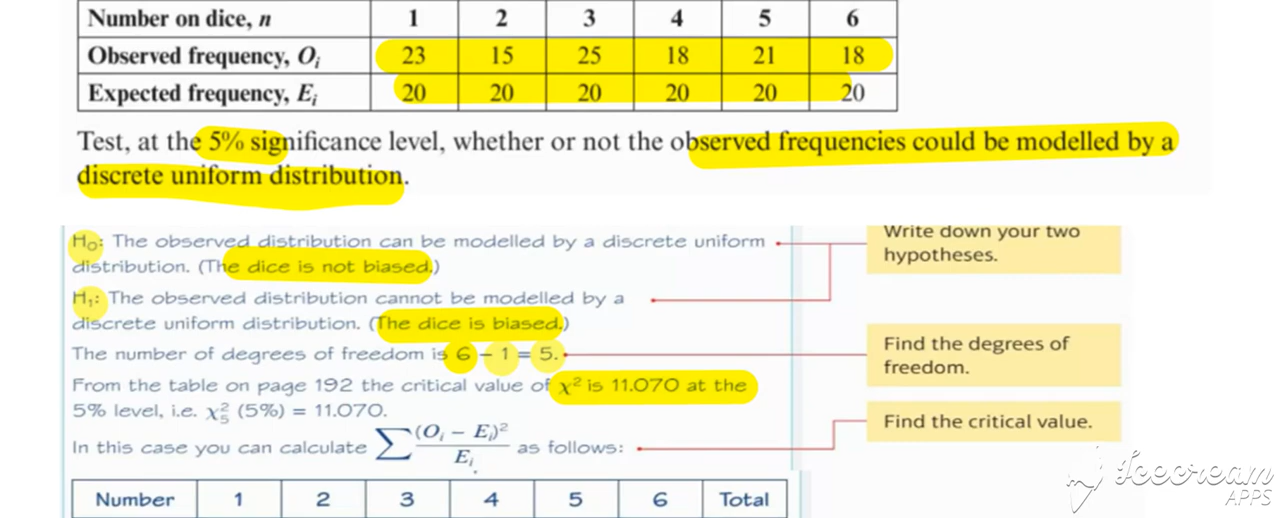 Number on dice, n 1 2 3 4 5 6
Observed frequency, Oᵢ 23 15 25 18 21 18
Expected frequency, Eᵢ 20 20 20 20 20 20
Test, at the 5% significance level, whether or not the observed frequencies could be modelled by a
discrete uniform distribution.
H₀: The observed distribution can be modelled by a discrete uniform
distribution. (The dice is not biased.)
H₁: The observed distribution cannot be modelled by a
discrete uniform distribution. (The dice is biased.)
The number of degrees of freedom is 6 – 1 = 5.
From the table on page 192 the critical value of χ² is 11.070 at the
5% level, i.e. χ₅² (5%) = 11.070.
In this case you can calculate ∑ (Oᵢ – Eᵢ)² / Eᵢ as follows:
Number 1 2 3 4 5 6 Total
Write down your two
hypotheses.
Find the degrees of
freedom.
Find the critical value.
Icecream
APPS